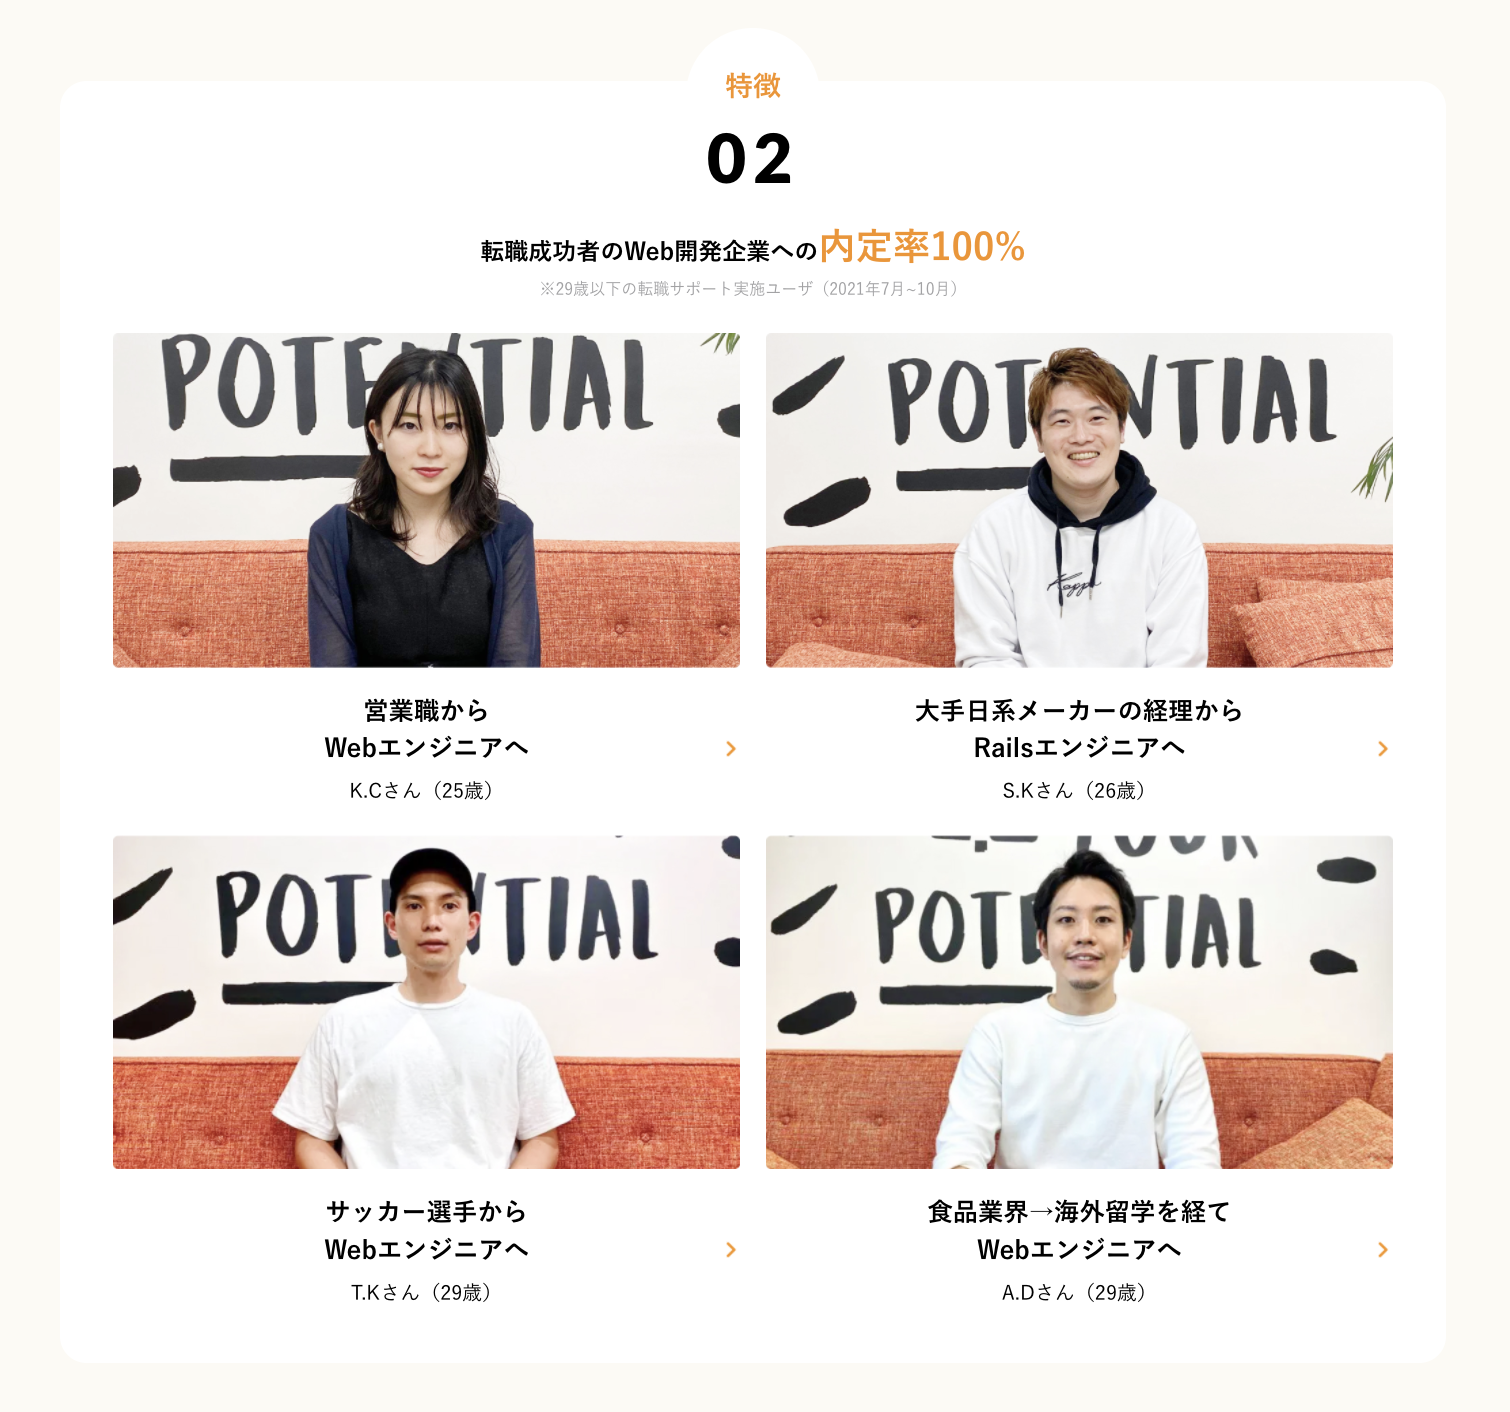 特徴
02
転職成功者のWeb開発企業への内定率100%
※29歳以下の転職サポート実施ユーザ（2021年7月~10月）
POTENTIAL
POTENTIAL
Kappa
営業職から
Webエンジニアへ
K.Cさん（25歳）
大手日系メーカーの経理から
Railsエンジニアへ
S.Kさん（26歳）
POTENTIAL
YOUR
POTENTIAL
サッカー選手から
Webエンジニアへ
T.Kさん（29歳）
食品業界→海外留学を経て
Webエンジニアへ
A.Dさん（29歳）